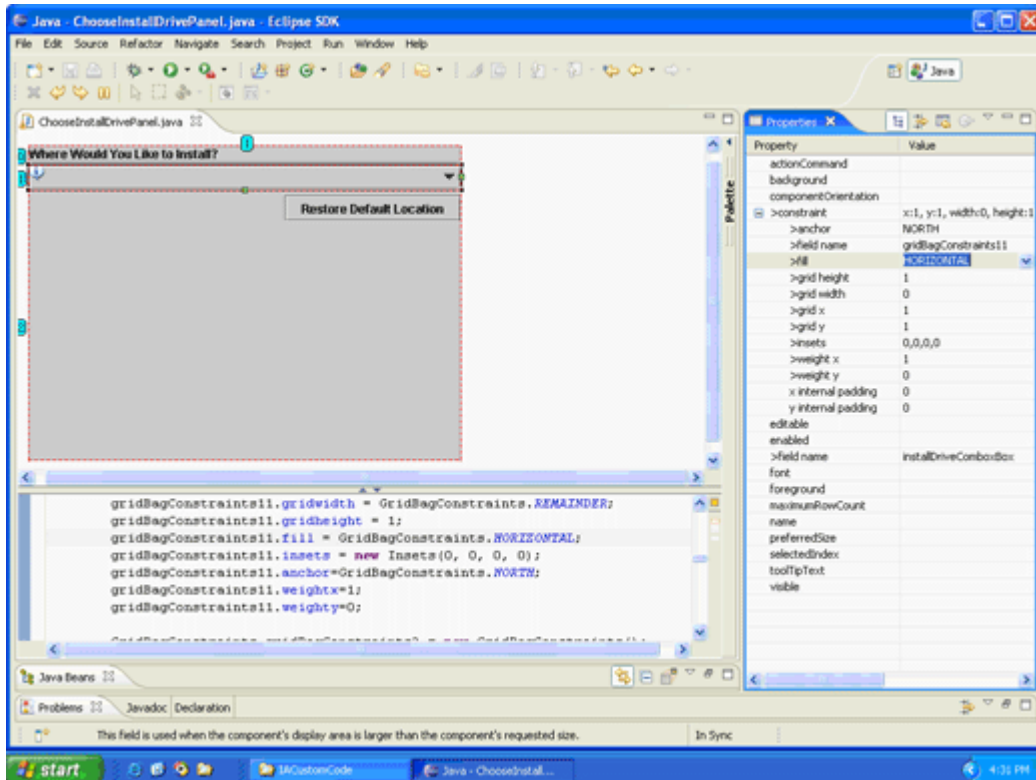 Java - ChooseInstallDrivePanel.java - Eclipse SDK
File Edit Source Refactor Navigate Search Project Run Window Help
Java
ChooseInstallDrivePanel.java
Properties
Property Value
1
2 Where Would You Like to Install?
1
Restore Default Location
2
Palette
actionCommand
background
componentOrientation
>constraint x:1, y:1, width:0, height:1
>anchor NORTH
>field name gridBagConstraints11
>fill HORIZONTAL
>grid height 1
>grid width 0
>grid x 1
>grid y 1
>insets 0,0,0,0
>weight x 1
>weight y 0
x internal padding 0
y internal padding 0
editable
enabled
>field name installDriveComboxBox
font
foreground
maximumRowCount
name
preferredSize
selectedIndex
toolTipText
visible
gridBagConstraints11.gridwidth = GridBagConstraints.REMAINDER;
gridBagConstraints11.gridheight = 1;
gridBagConstraints11.fill = GridBagConstraints.HORIZONTAL;
gridBagConstraints11.insets = new Insets(0, 0, 0, 0);
gridBagConstraints11.anchor=GridBagConstraints.NORTH;
gridBagConstraints11.weightx=1;
gridBagConstraints11.weighty=0;
Java Beans
Problems Javadoc Declaration
This field is used when the component's display area is larger than the component's requested size. In Sync
start IACustomCode Java - ChooseInstall... 4:31 PM